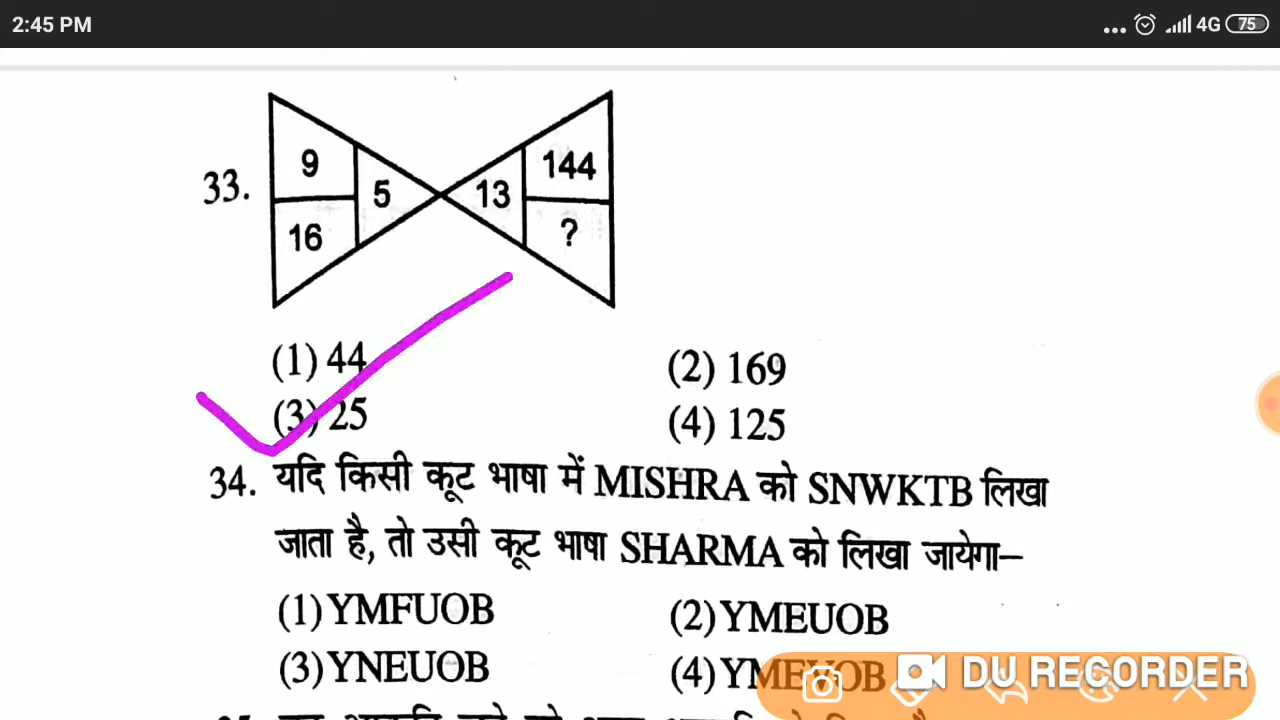 2:45 PM
... 4G 75
33.
9
16
5
13
144
?
(1) 44
(2) 169
(3) 25
(4) 125
34. यदि किसी कूट भाषा में MISHRA को SNWKTB लिखा
जाता है, तो उसी कूट भाषा SHARMA को लिखा जायेगा–
(1) YMFUOB
(2) YMEUOB
(3) YNEUOB
(4) YMEVOB
DU RECORDER